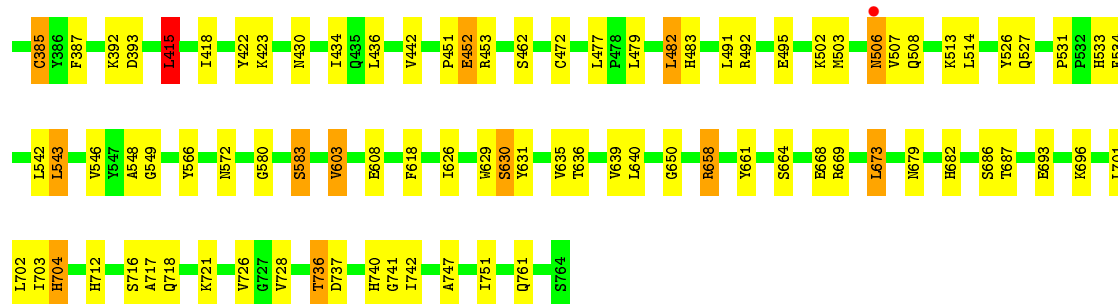 C385 Y386 F387 K392 D393 L415 I418 Y422 K423 N430 I434 Q435 L436 V442 P451 E452 R453 S462 C472 L477 P478 L479 L482 H483 L491 R492 E495 K502 M503 N506 V507 Q508 K513 L514 Y526 Q527 P531 P532 H533
L542 L543 V546 Y547 A548 G549 Y566 N572 G580 S583 V603 E608 F618 I626 W629 S630 Y631 V635 T636 V639 L640 G650 R658 Y661 S664 E668 R669 L673 N679 H682 S686 T687 E693 K696 L701
L702 I703 H704 H712 S716 A717 Q718 K721 V726 G727 V728 T736 D737 H740 G741 I742 A747 I751 Q761 S764